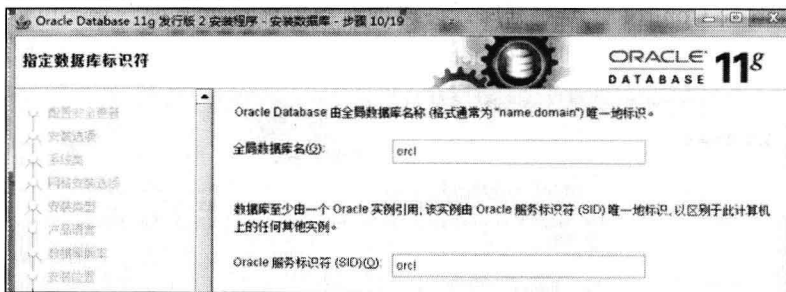 Oracle Database 11g 发行版 2 安装程序 - 安装数据库 - 步骤 10/19
指定数据库标识符
ORACLE
DATABASE 11g
配置安全更新
安装选项
系统类
网格安装选项
安装类型
产品语言
数据库版本
安装位置
Oracle Database 由全局数据库名称 (格式通常为 "name.domain") 唯一地标识。
全局数据库名(G):
orcl
数据库至少由一个 Oracle 实例引用, 该实例由 Oracle 服务标识符 (SID) 唯一地标识, 以区别于此计算机
上的任何其他实例。
Oracle 服务标识符 (SID)(O):
orcl